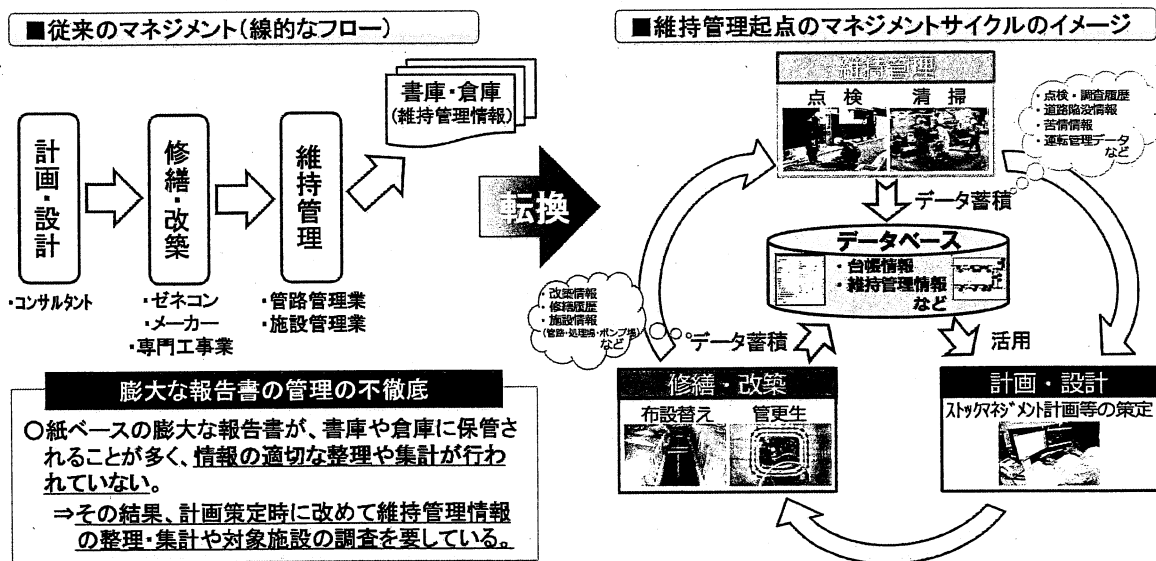 ■従来のマネジメント(線的なフロー)
書庫・倉庫
(維持管理情報)
計画・設計
修繕・改築
維持管理
・コンサルタント
・ゼネコン
・メーカー
・専門工事業
・管路管理業
・施設管理業
膨大な報告書の管理の不徹底
○紙ベースの膨大な報告書が、書庫や倉庫に保管さ
れることが多く、情報の適切な整理や集計が行わ
れていない。
⇒その結果、計画策定時に改めて維持管理情報
の整理・集計や対象施設の調査を要している。
転換
■維持管理起点のマネジメントサイクルのイメージ
維持管理
点検 清掃
・点検・調査履歴
・道路陥没情報
・苦情情報
・運転管理データ
など
データ蓄積
データベース
・台帳情報
・維持管理情報
など
・改築情報
・修繕履歴
・施設情報
(管路・処理場・ポンプ場)
など
データ蓄積
活用
修繕・改築
布設替え 管更生
計画・設計
ストックマネジメント計画等の策定